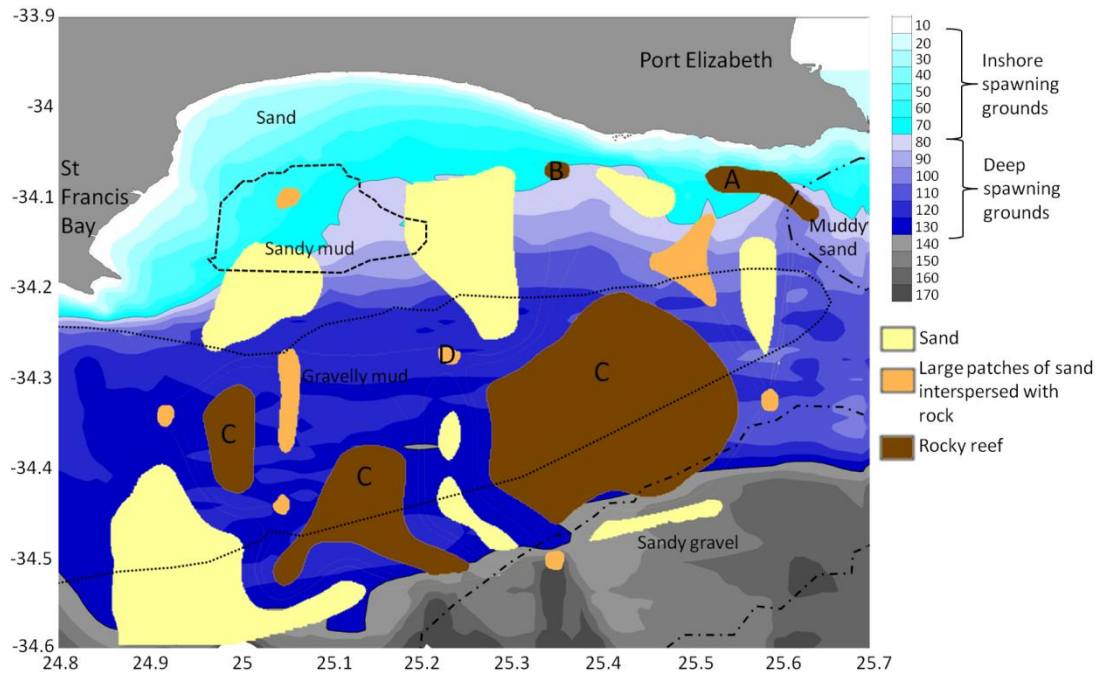 -33.9
-34
-34.1
-34.2
-34.3
-34.4
-34.5
-34.6
24.8 24.9 25 25.1 25.2 25.3 25.4 25.5 25.6 25.7
Port Elizabeth
Sand
St
Francis
Bay
B
A
Sandy mud
Muddy
sand
D
Gravelly mud
C
C
C
Sandy gravel
10
20
30
40
50
60
70
80
90
100
110
120
130
140
150
160
170
Inshore
spawning
grounds
Deep
spawning
grounds
Sand
Large patches of sand
interspersed with
rock
Rocky reef